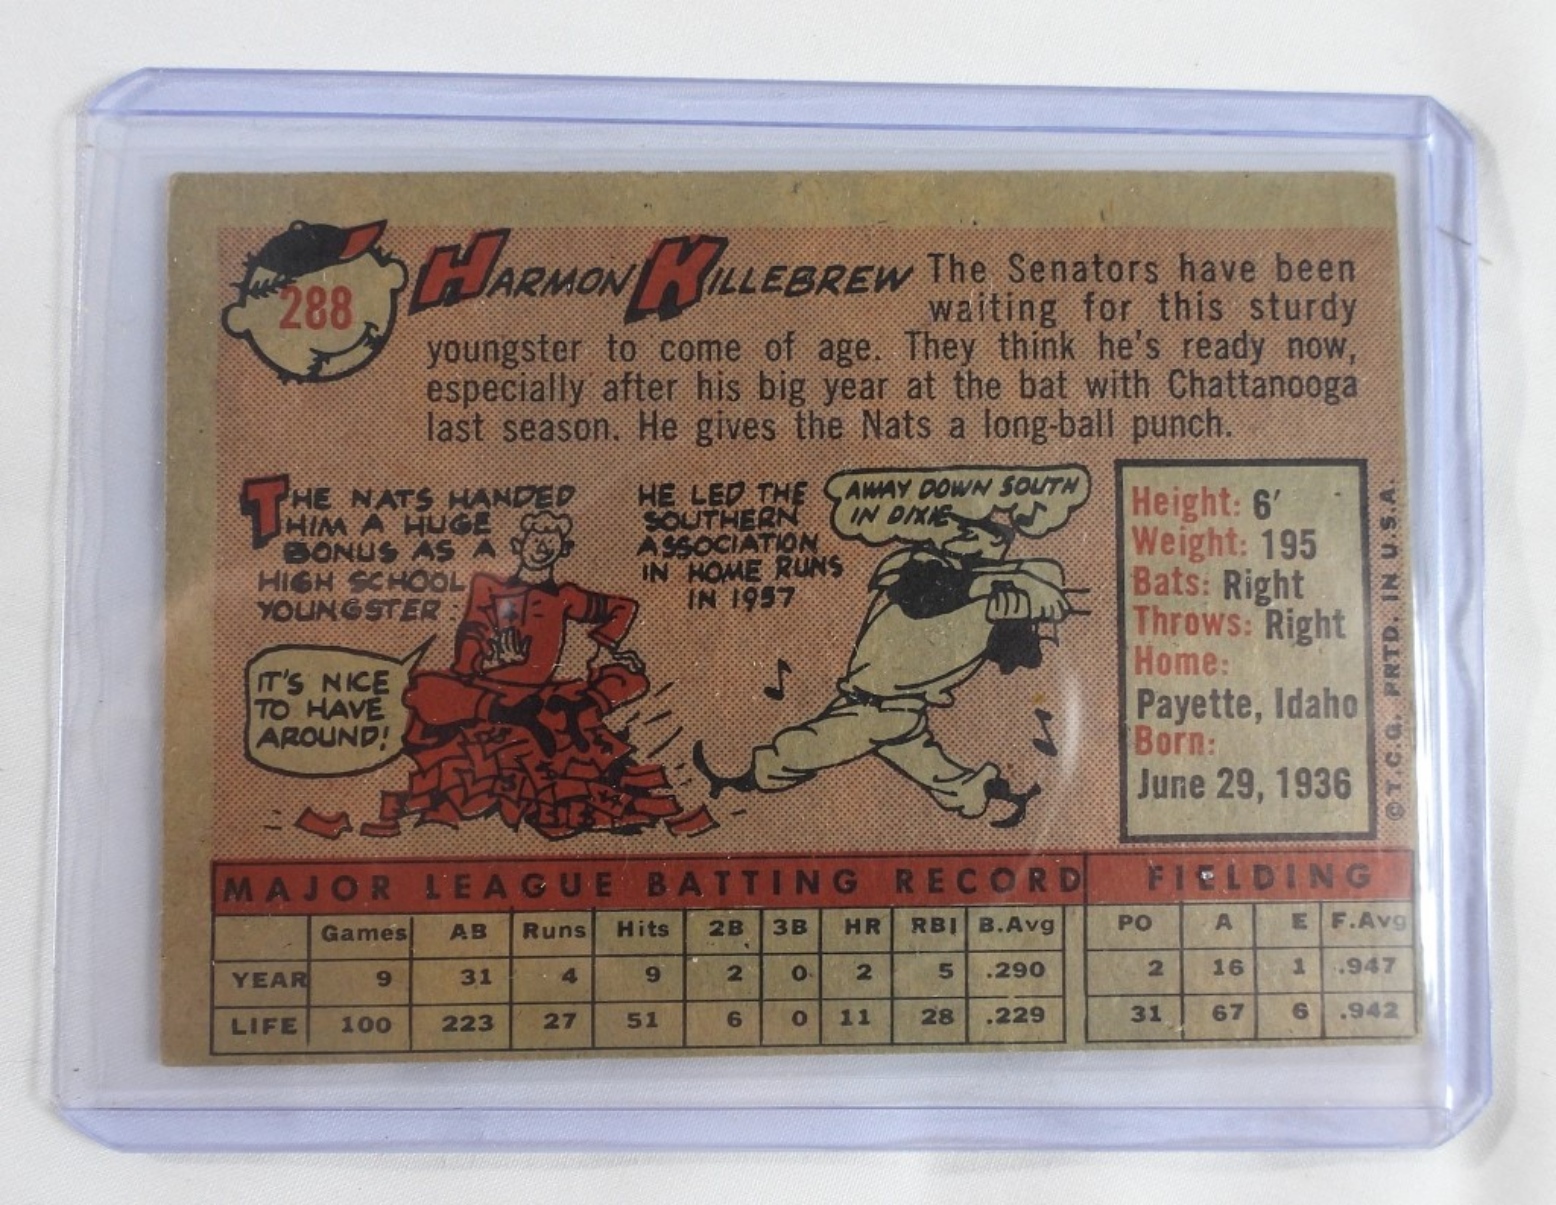 288
HARMON KILLEBREW
The Senators have been
waiting for this sturdy
youngster to come of age. They think he's ready now,
especially after his big year at the bat with Chattanooga
last season. He gives the Nats a long-ball punch.
THE NATS HANDED
HIM A HUGE
BONUS AS A
HIGH SCHOOL
YOUNGSTER
IT'S NICE
TO HAVE
AROUND!
HE LED THE
SOUTHERN
ASSOCIATION
IN HOME RUNS
IN 1957
AWAY DOWN SOUTH
IN DIXIE
Height: 6'
Weight: 195
Bats: Right
Throws: Right
Home:
Payette, Idaho
Born:
June 29, 1936
©T.C.G. PRTD. IN U.S.A.
MAJOR LEAGUE BATTING RECORD FIELDING
Games AB Runs Hits 2B 3B HR RBI B.Avg PO A E F.Avg
YEAR 9 31 4 9 2 0 2 5 .290 2 16 1 .947
LIFE 100 223 27 51 6 0 11 28 .229 31 67 6 .942